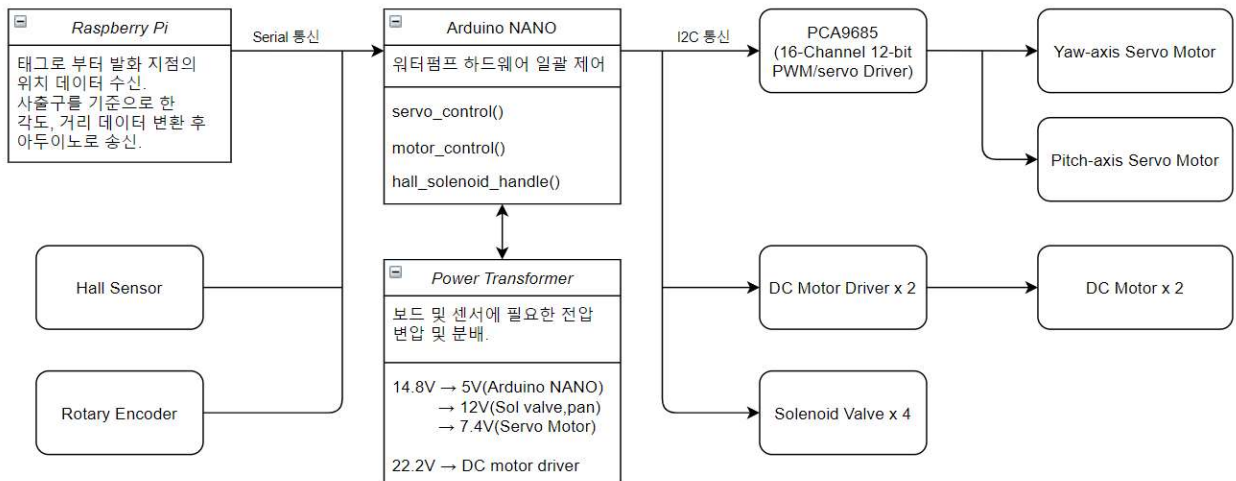 Raspberry Pi
태그로 부터 발화 지점의
위치 데이터 수신.
사출구를 기준으로 한
각도, 거리 데이터 변환 후
아두이노로 송신.
Serial 통신
Arduino NANO
워터펌프 하드웨어 일괄 제어
servo_control()
motor_control()
hall_solenoid_handle()
I2C 통신
PCA9685
(16-Channel 12-bit
PWM/servo Driver)
Yaw-axis Servo Motor
Pitch-axis Servo Motor
Hall Sensor
Rotary Encoder
Power Transformer
보드 및 센서에 필요한 전압
변압 및 분배.
14.8V → 5V(Arduino NANO)
→ 12V(Sol valve,pan)
→ 7.4V(Servo Motor)
22.2V → DC motor driver
DC Motor Driver x 2
DC Motor x 2
Solenoid Valve x 4